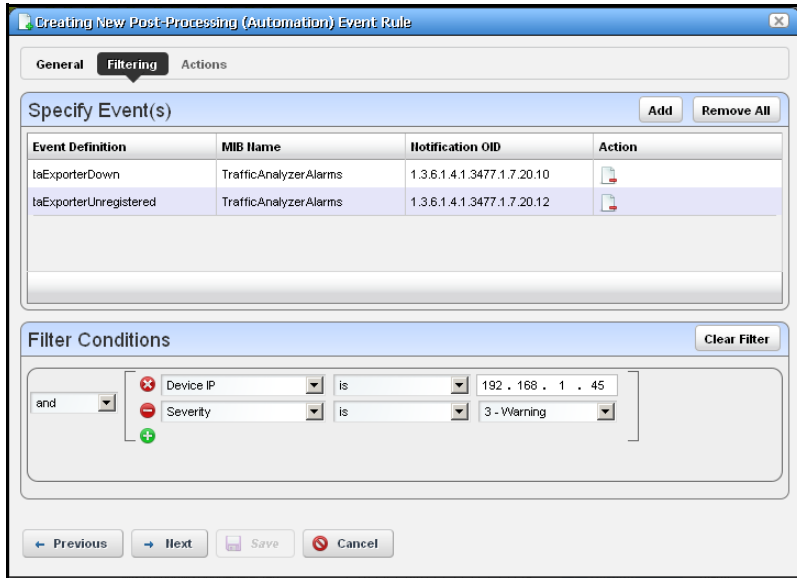 Creating New Post-Processing (Automation) Event Rule
General Filtering Actions
Specify Event(s) Add Remove All
Event Definition MIB Name Notification OID Action
taExporterDown TrafficAnalyzerAlarms 1.3.6.1.4.1.3477.1.7.20.10
taExporterUnregistered TrafficAnalyzerAlarms 1.3.6.1.4.1.3477.1.7.20.12
Filter Conditions Clear Filter
Device IP is 192 . 168 . 1 . 45
and
Severity is 3 - Warning
Previous Next Save Cancel